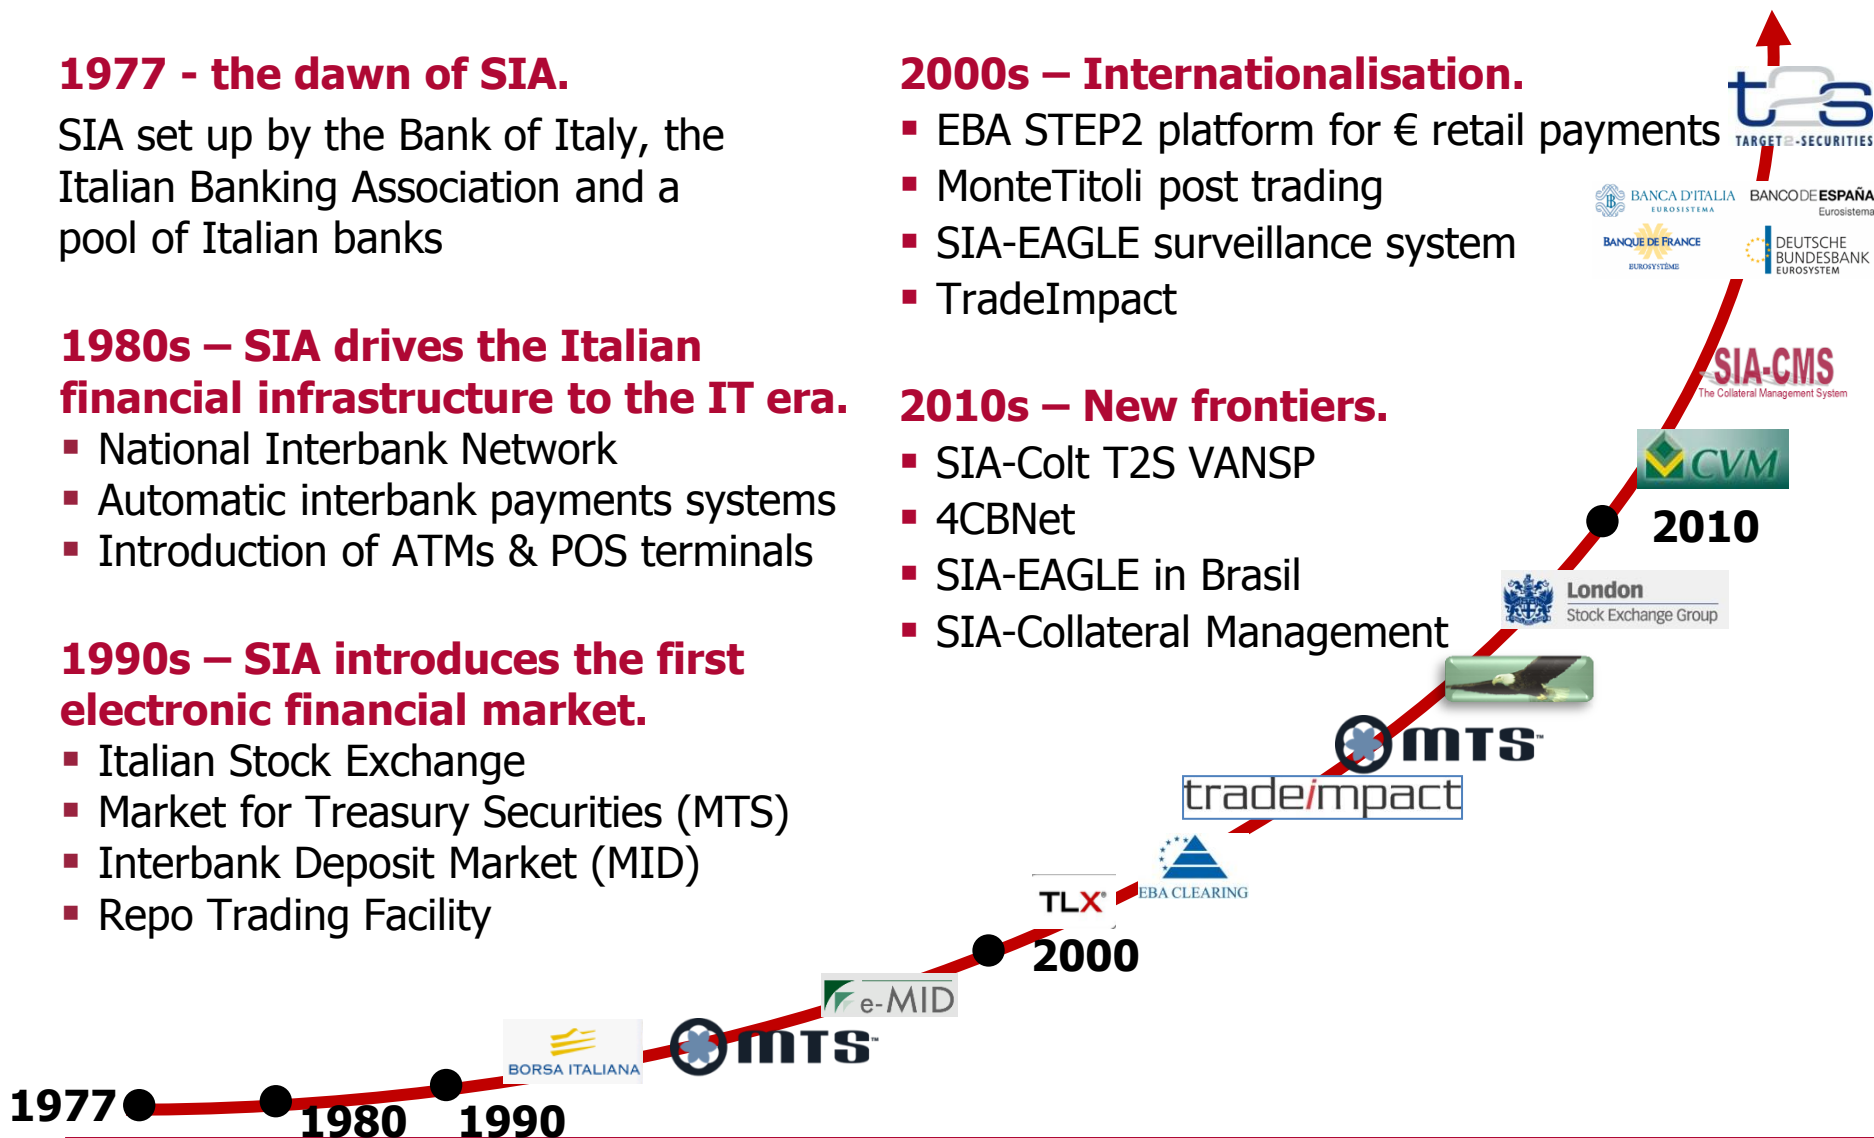 1977 - the dawn of SIA.
SIA set up by the Bank of Italy, the
Italian Banking Association and a
pool of Italian banks
1980s – SIA drives the Italian
financial infrastructure to the IT era.
▪ National Interbank Network
▪ Automatic interbank payments systems
▪ Introduction of ATMs & POS terminals
1990s – SIA introduces the first
electronic financial market.
▪ Italian Stock Exchange
▪ Market for Treasury Securities (MTS)
▪ Interbank Deposit Market (MID)
▪ Repo Trading Facility
2000s – Internationalisation.
▪ EBA STEP2 platform for € retail payments
▪ MonteTitoli post trading
▪ SIA-EAGLE surveillance system
▪ TradeImpact
2010s – New frontiers.
▪ SIA-Colt T2S VANSP
▪ 4CBNet
▪ SIA-EAGLE in Brasil
▪ SIA-Collateral Management
t2s
TARGET2-SECURITIES
BANCA D'ITALIA
EUROSISTEMA
BANCO DE ESPAÑA
Eurosistema
BANQUE DE FRANCE
EUROSYSTÈME
DEUTSCHE
BUNDESBANK
EUROSYSTEM
SIA-CMS
The Collateral Management System
CVM
2010
London
Stock Exchange Group
MTS™
tradeimpact
EBA CLEARING
TLX
2000
e-MID
MTS™
BORSA ITALIANA
1977
1980
1990